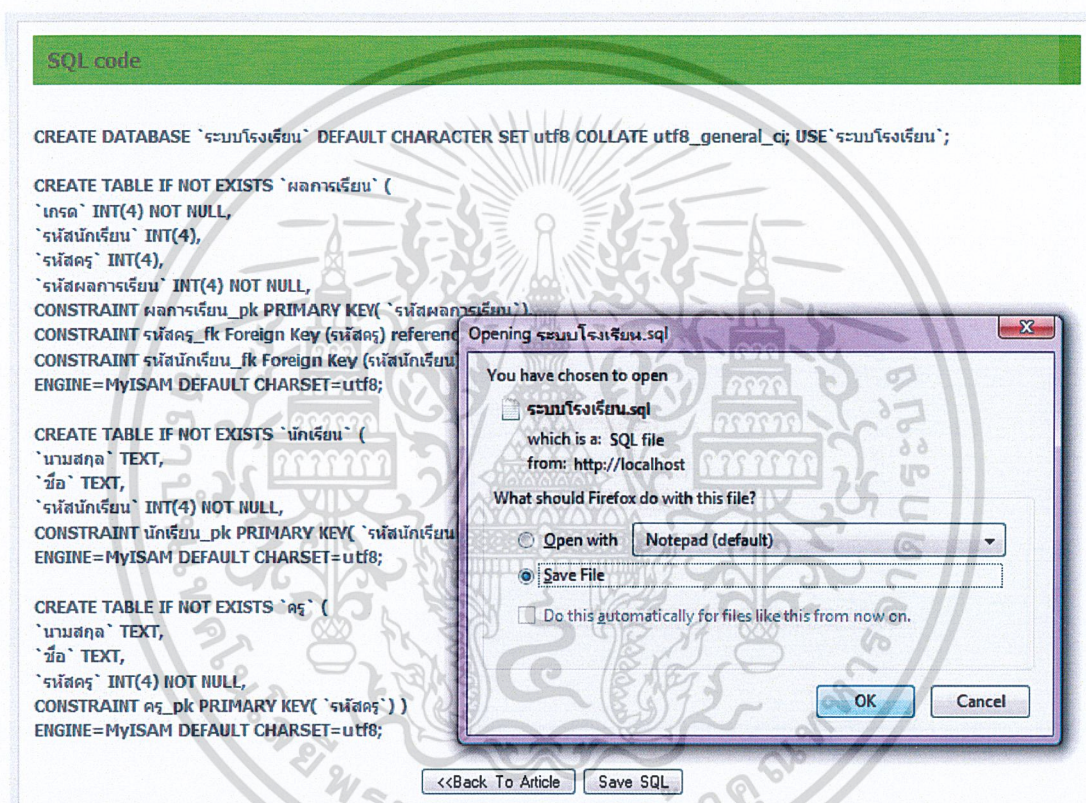 SQL code
CREATE DATABASE `ระบบโรงเรียน` DEFAULT CHARACTER SET utf8 COLLATE utf8_general_ci; USE`ระบบโรงเรียน`;
CREATE TABLE IF NOT EXISTS `ผลการเรียน` (
`เกรด` INT(4) NOT NULL,
`รหัสนักเรียน` INT(4),
`รหัสครู` INT(4),
`รหัสผลการเรียน` INT(4) NOT NULL,
CONSTRAINT ผลการเรียน_pk PRIMARY KEY( `รหัสผลการเรียน`),
CONSTRAINT รหัสครู_fk Foreign Key (รหัสครู) referenc
CONSTRAINT รหัสนักเรียน_fk Foreign Key (รหัสนักเรียน
ENGINE=MyISAM DEFAULT CHARSET=utf8;
CREATE TABLE IF NOT EXISTS `นักเรียน` (
`นามสกุล` TEXT,
`ชื่อ` TEXT,
`รหัสนักเรียน` INT(4) NOT NULL,
CONSTRAINT นักเรียน_pk PRIMARY KEY( `รหัสนักเรียน
ENGINE=MyISAM DEFAULT CHARSET=utf8;
CREATE TABLE IF NOT EXISTS `ครู` (
`นามสกุล` TEXT,
`ชื่อ` TEXT,
`รหัสครู` INT(4) NOT NULL,
CONSTRAINT ครู_pk PRIMARY KEY( `รหัสครู`) )
ENGINE=MyISAM DEFAULT CHARSET=utf8;
Opening ระบบโรงเรียน.sql
You have chosen to open
ระบบโรงเรียน.sql
which is a: SQL file
from: http://localhost
What should Firefox do with this file?
Open with Notepad (default)
Save File
Do this automatically for files like this from now on.
OK Cancel
<<Back To Article Save SQL